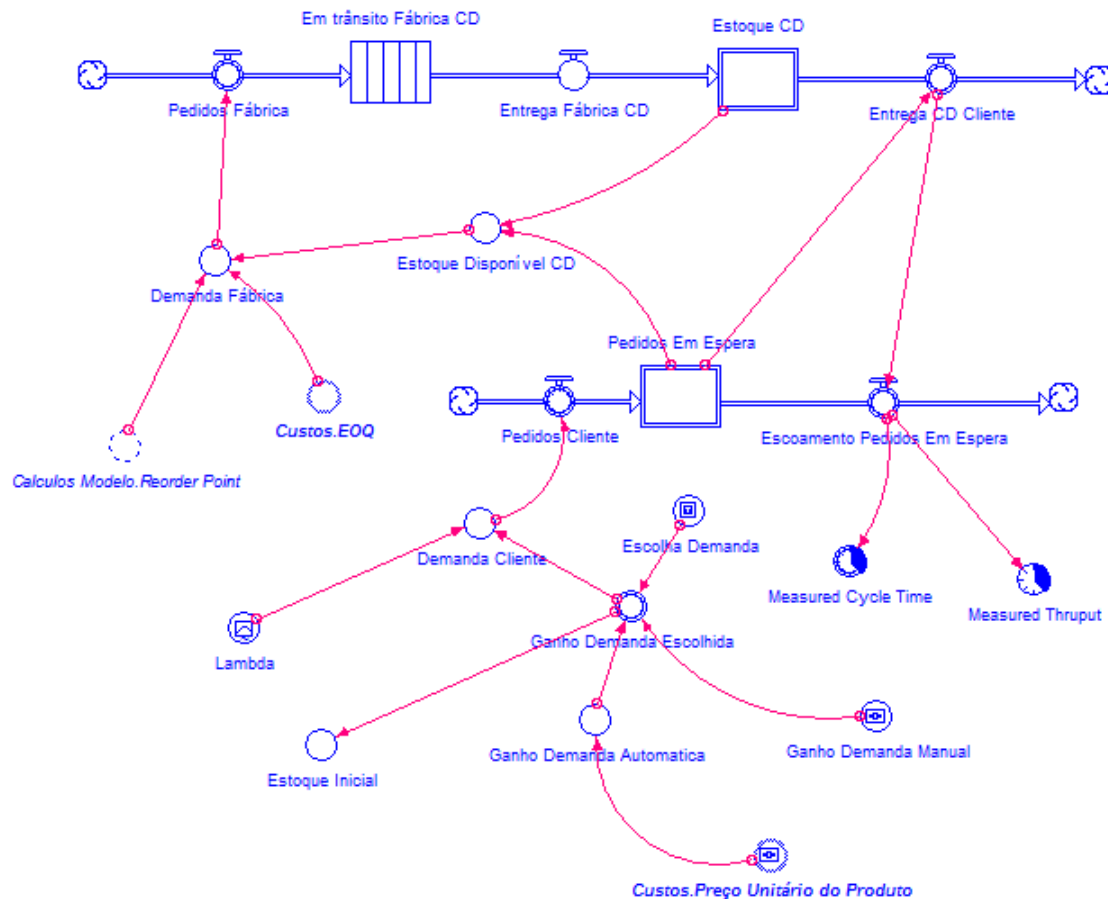 Em trânsito Fábrica CD
Estoque CD
Pedidos Fábrica
Entrega Fábrica CD
Entrega CD Cliente
Estoque Disponível CD
Demanda Fábrica
Pedidos Em Espera
Custos.EOQ
Pedidos Cliente
Escoamento Pedidos Em Espera
Calculos Modelo.Reorder Point
Demanda Cliente
Escolha Demanda
Measured Cycle Time
Measured Thruput
Lambda
Ganho Demanda Escolhida
Estoque Inicial
Ganho Demanda Automatica
Ganho Demanda Manual
Custos.Preço Unitário do Produto